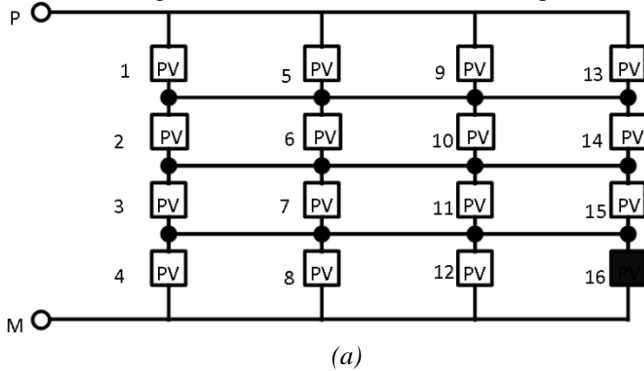 P
1 PV 5 PV 9 PV 13 PV
2 PV 6 PV 10 PV 14 PV
3 PV 7 PV 11 PV 15 PV
4 PV 8 PV 12 PV 16 PV
M
(a)